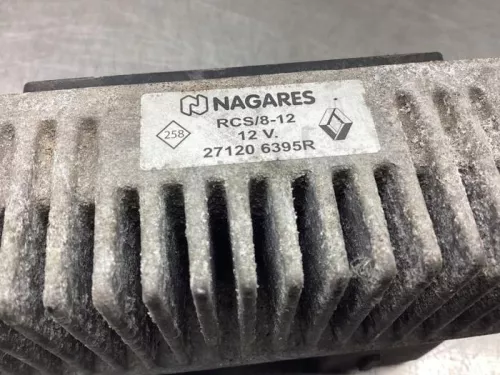 NAGARES
RCS/8-12
258
12 V.
27120 6395R